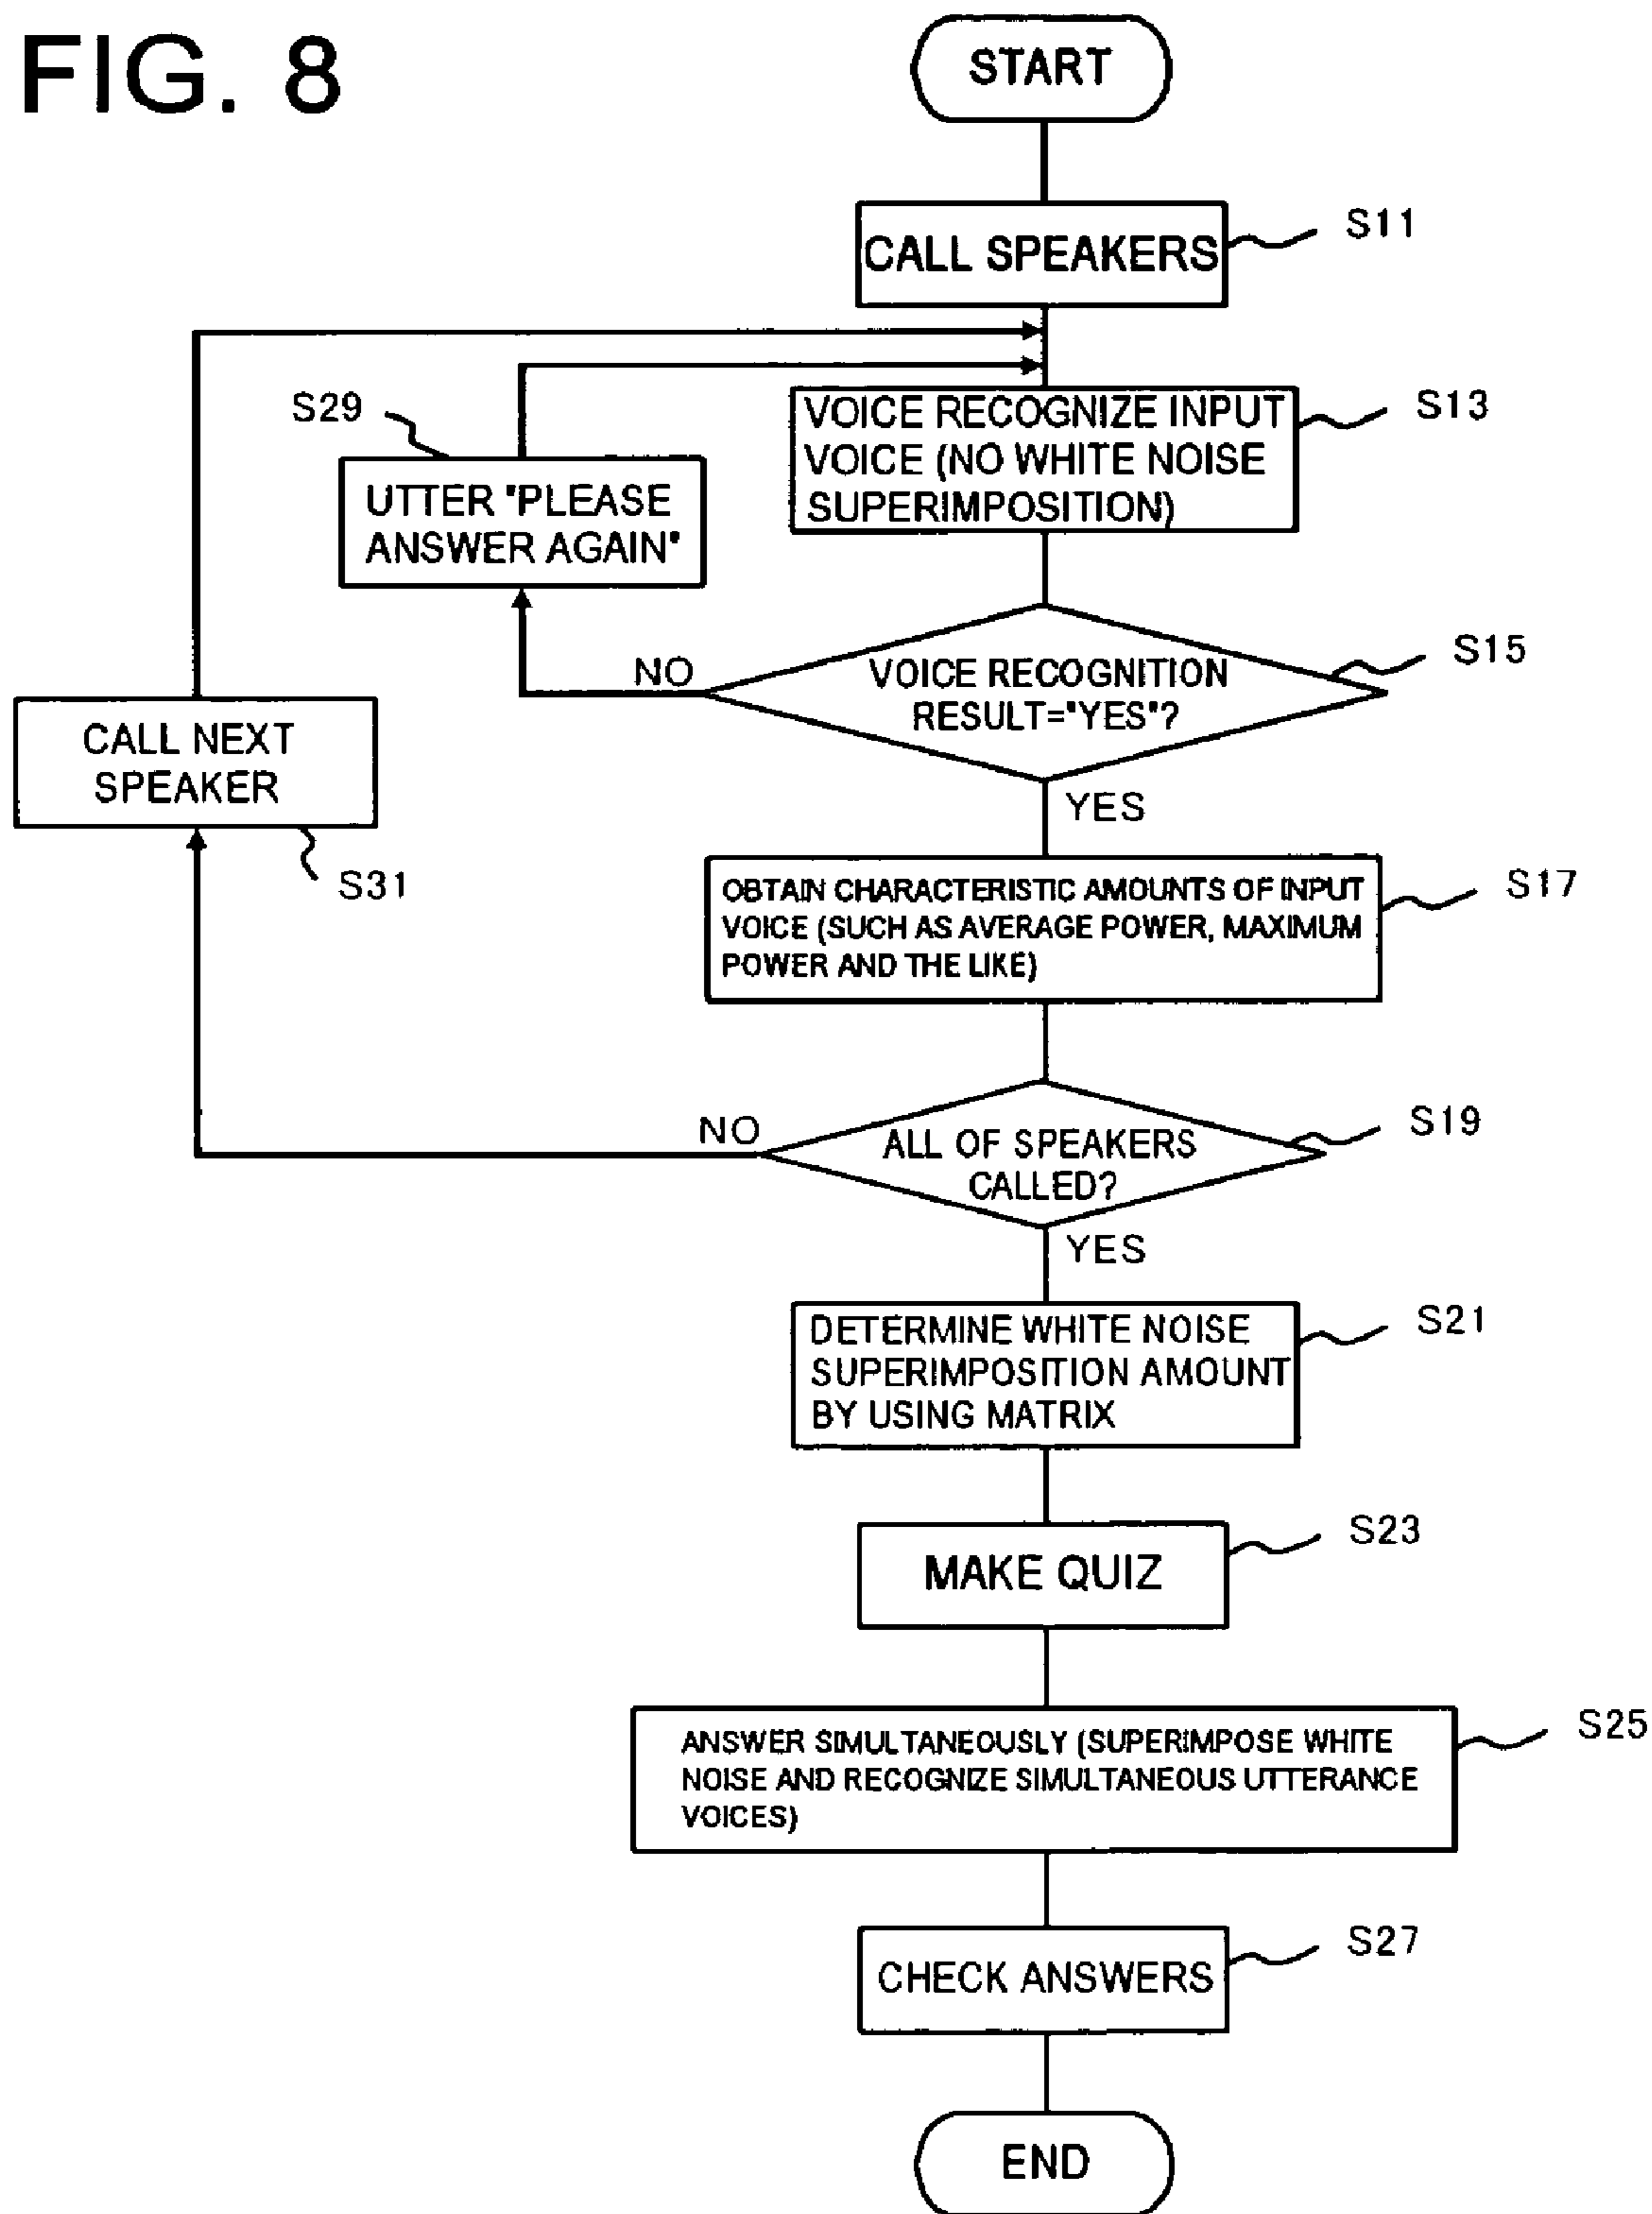 FIG. 8
START
CALL SPEAKERS
S11
VOICE RECOGNIZE INPUT
VOICE (NO WHITE NOISE
SUPERIMPOSITION)
S13
S29
UTTER "PLEASE
ANSWER AGAIN"
VOICE RECOGNITION
RESULT="YES"?
S15
NO
YES
CALL NEXT
SPEAKER
S31
OBTAIN CHARACTERISTIC AMOUNTS OF INPUT
VOICE (SUCH AS AVERAGE POWER, MAXIMUM
POWER AND THE LIKE)
S17
ALL OF SPEAKERS
CALLED?
S19
NO
YES
DETERMINE WHITE NOISE
SUPERIMPOSITION AMOUNT
BY USING MATRIX
S21
MAKE QUIZ
S23
ANSWER SIMULTANEOUSLY (SUPERIMPOSE WHITE
NOISE AND RECOGNIZE SIMULTANEOUS UTTERANCE
VOICES)
S25
CHECK ANSWERS
S27
END